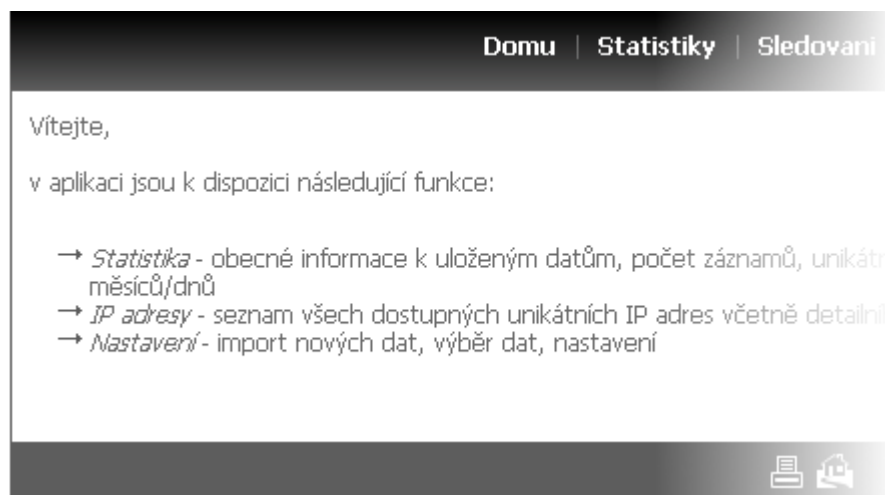 Domu | Statistiky | Sledovani
Vítejte,
v aplikaci jsou k dispozici následující funkce:
→ Statistika - obecné informace k uloženým datům, počet záznamů,
měsíců/dnů
→ IP adresy - seznam všech dostupných unikátních IP adres včetně
→ Nastavení - import nových dat, výběr dat, nastavení